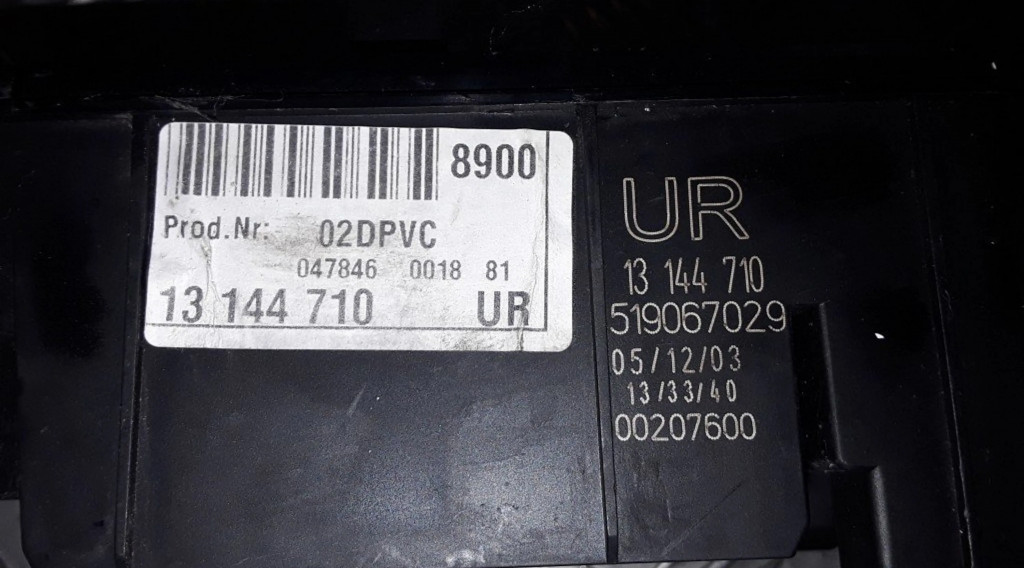 8900
Prod.Nr: 02DPVC
047846 0018 81
13 144 710 UR
UR
13 144 710
519067029
05/12/03
13/33/40
00207600